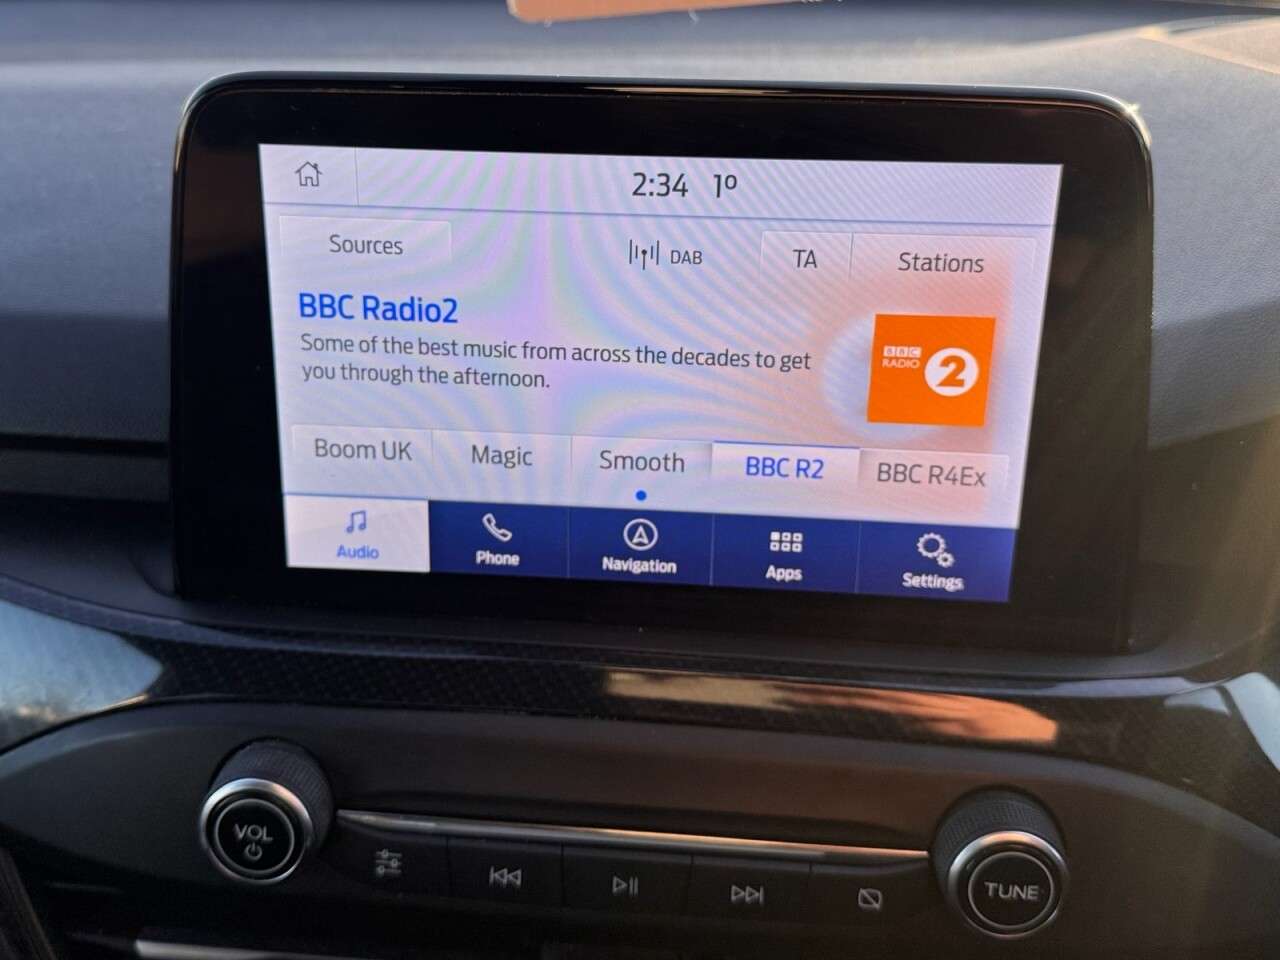 2:34 1º
Sources
DAB
TA
Stations
BBC Radio2
Some of the best music from across the decades to get
you through the afternoon.
BBC
RADIO
2
Boom UK
Magic
Smooth
BBC R2
BBC R4Ex
Audio
Phone
Navigation
Apps
Settings
VOL
TUNE